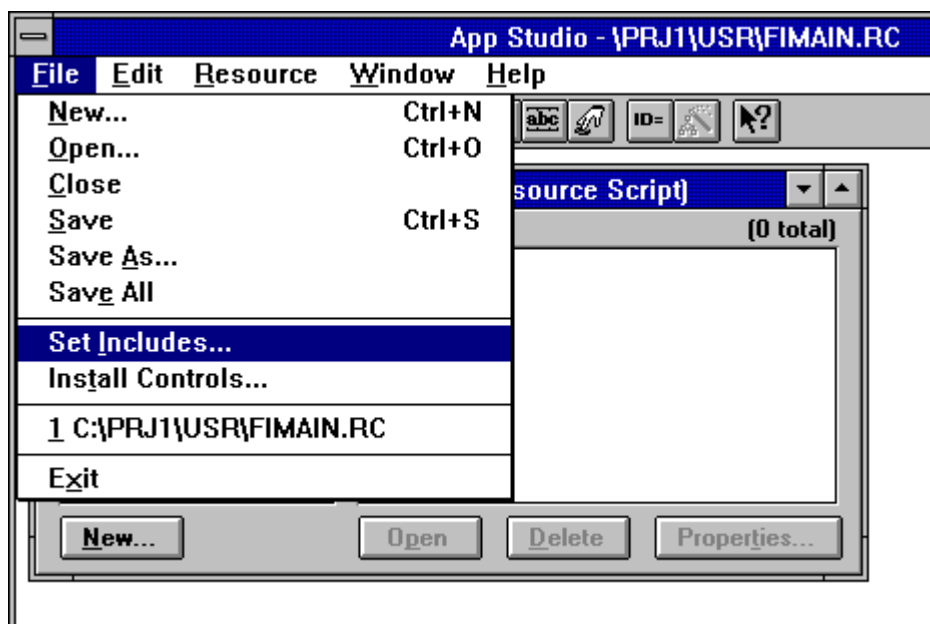 App Studio - \PRJ1\USR\FIMAIN.RC
File Edit Resource Window Help
New... Ctrl+N
Open... Ctrl+O
Close
Save Ctrl+S
Save As...
Save All
Set Includes...
Install Controls...
1 C:\PRJ1\USR\FIMAIN.RC
Exit
abc ID= ?
source Script)
(0 total)
New... Open Delete Properties...